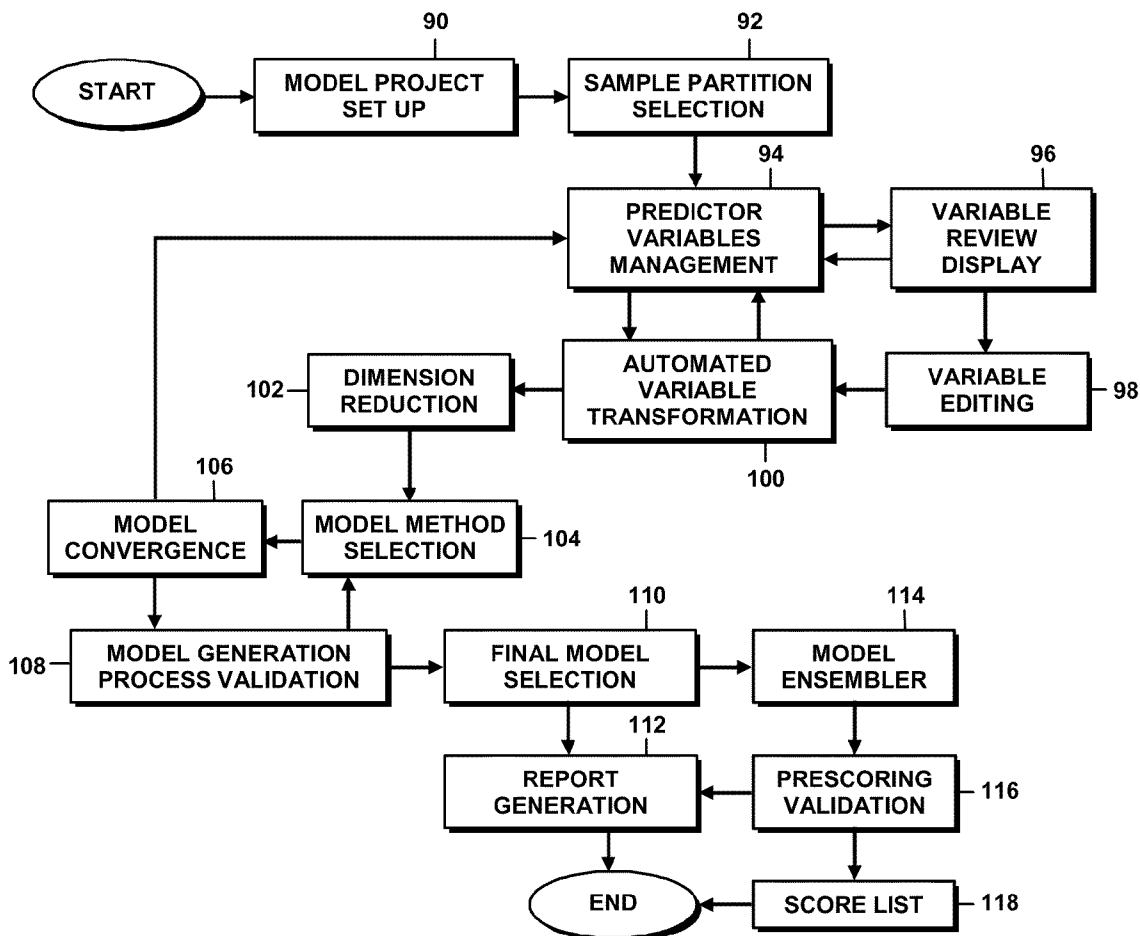 90
92
START
MODEL PROJECT
SET UP
SAMPLE PARTITION
SELECTION
94
96
PREDICTOR
VARIABLES
MANAGEMENT
VARIABLE
REVIEW
DISPLAY
102
DIMENSION
REDUCTION
AUTOMATED
VARIABLE
TRANSFORMATION
VARIABLE
EDITING
98
100
106
MODEL
CONVERGENCE
MODEL METHOD
SELECTION
104
110
114
108
MODEL GENERATION
PROCESS VALIDATION
FINAL MODEL
SELECTION
MODEL
ENSEMBLER
112
REPORT
GENERATION
PRESCORING
VALIDATION
116
END
SCORE LIST
118